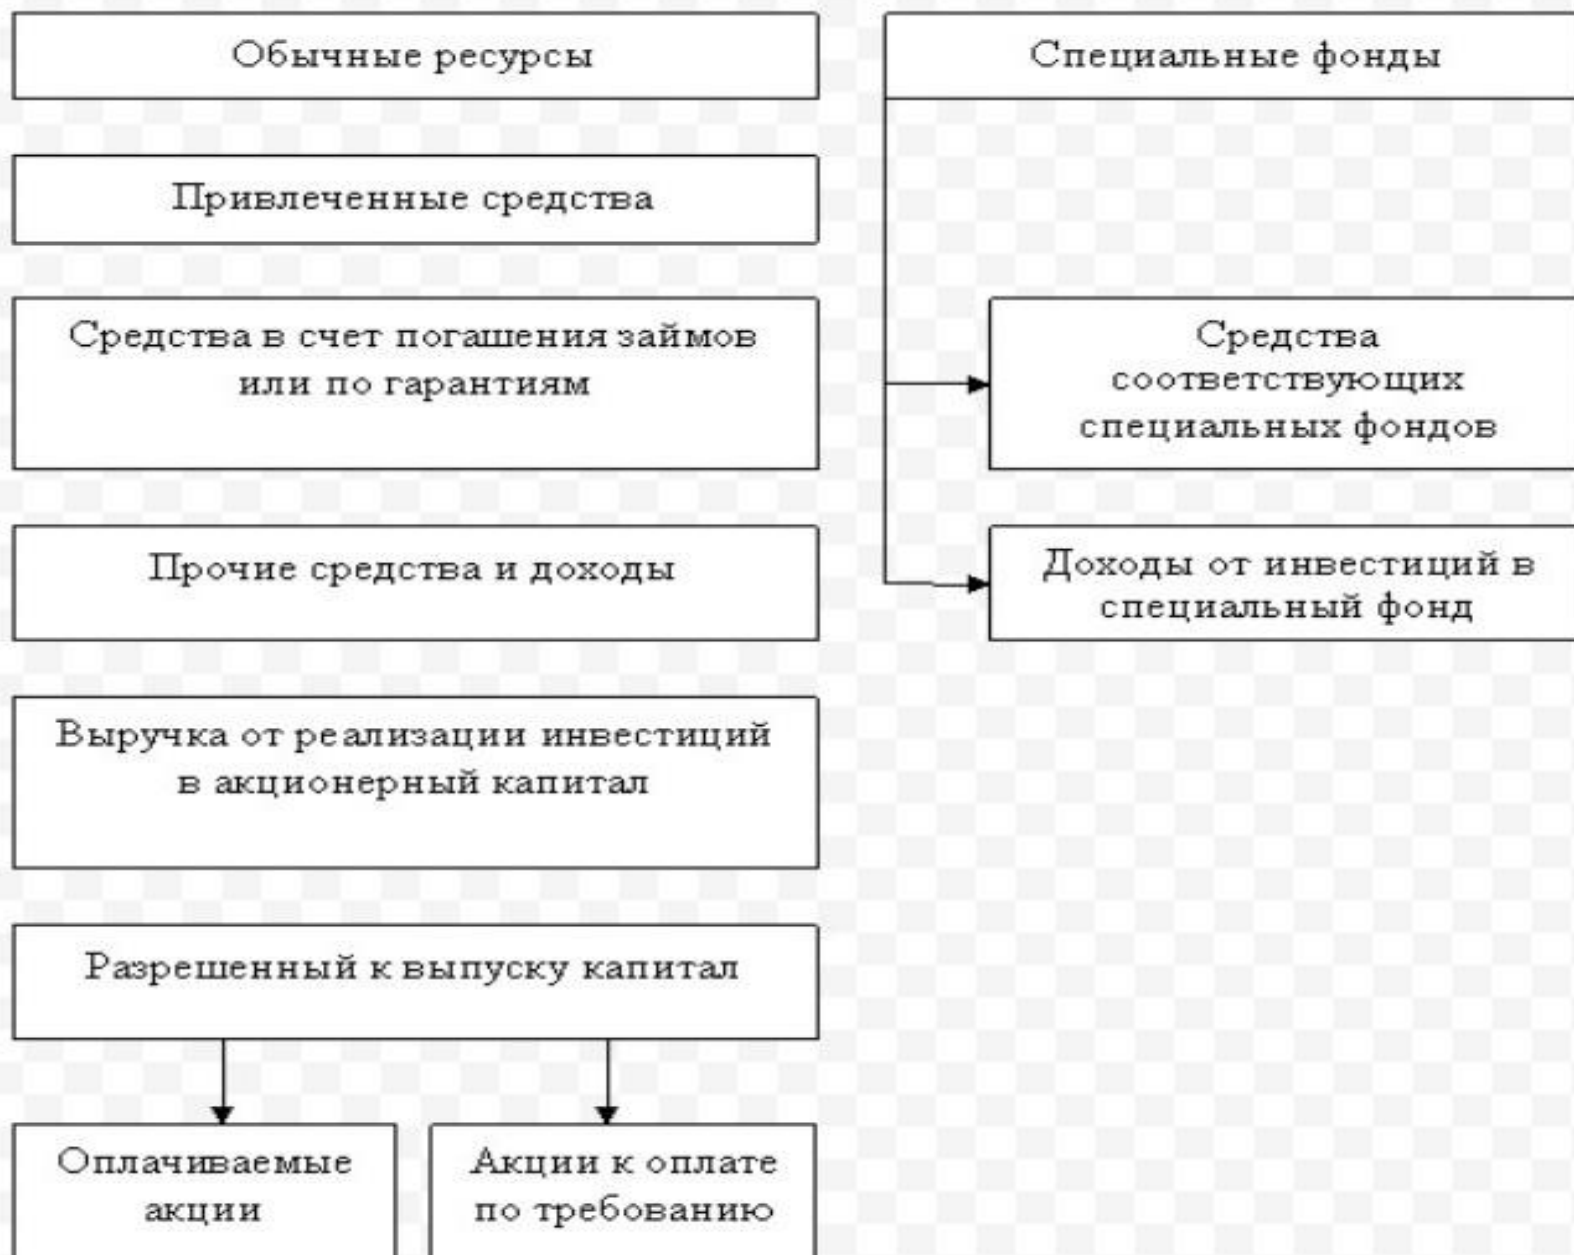 Обычные ресурсы
Специальные фонды
Привлеченные средства
Средства в счет погашения займов
или по гарантиям
Средства
соответствующих
специальных фондов
Прочие средства и доходы
Доходы от инвестиций в
специальный фонд
Выручка от реализации инвестиций
в акционерный капитал
Разрешенный к выпуску капитал
Оплачиваемые
акции
Акции к оплате
по требованию